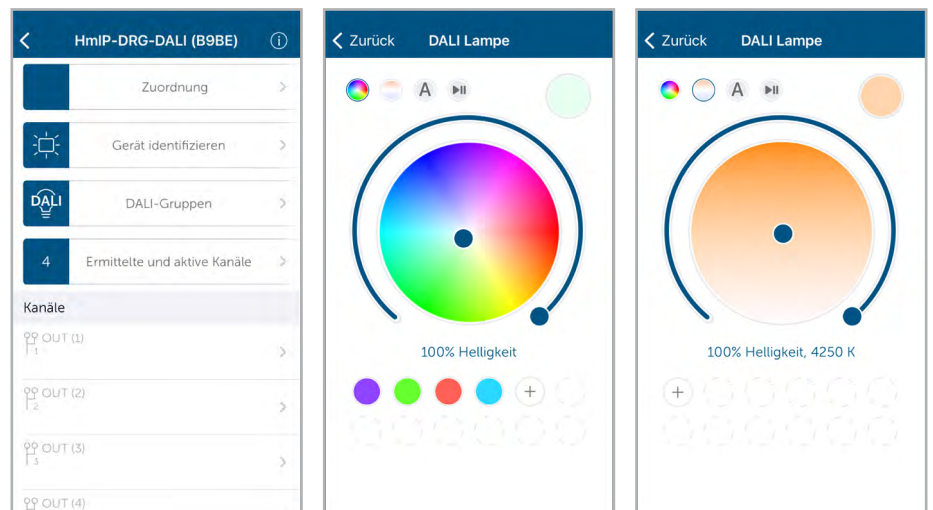 HmIP-DRG-DALI (B9BE)
Zuordnung
Gerät identifizieren
DALI
DALI-Gruppen
4
Ermittelte und aktive Kanäle
Kanäle
OUT (1)
1
OUT (2)
2
OUT (3)
3
OUT (4)
Zurück
DALI Lampe
A
100% Helligkeit
+
Zurück
DALI Lampe
A
100% Helligkeit, 4250 K
+